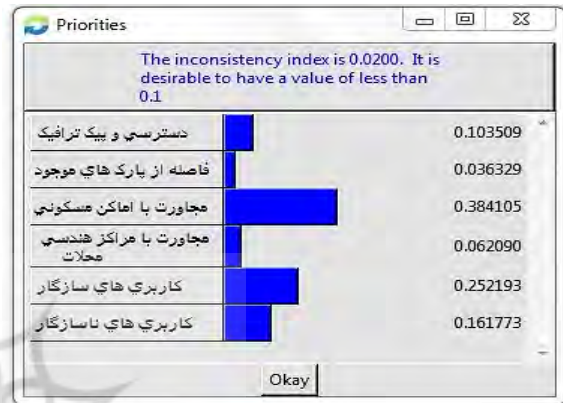 Priorities
The inconsistency index is 0.0200. It is
desirable to have a value of less than
0.1
دسترسي و پیک ترافیک 0.103509
فاصله از پارک هاي موجود 0.036329
مجاورت با اماکن مسکوني 0.384105
مجاورت با مراکز هندسي
محلات 0.062090
کاربري هاي سازگار 0.252193
کاربري هاي ناسازگار 0.161773
Okay